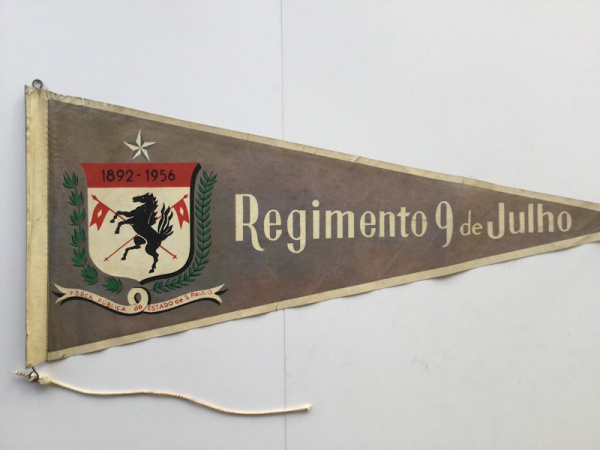 1892-1956
Regimento 9 de Julho
FORÇA PUBLICA do ESTADO de S. PAULO